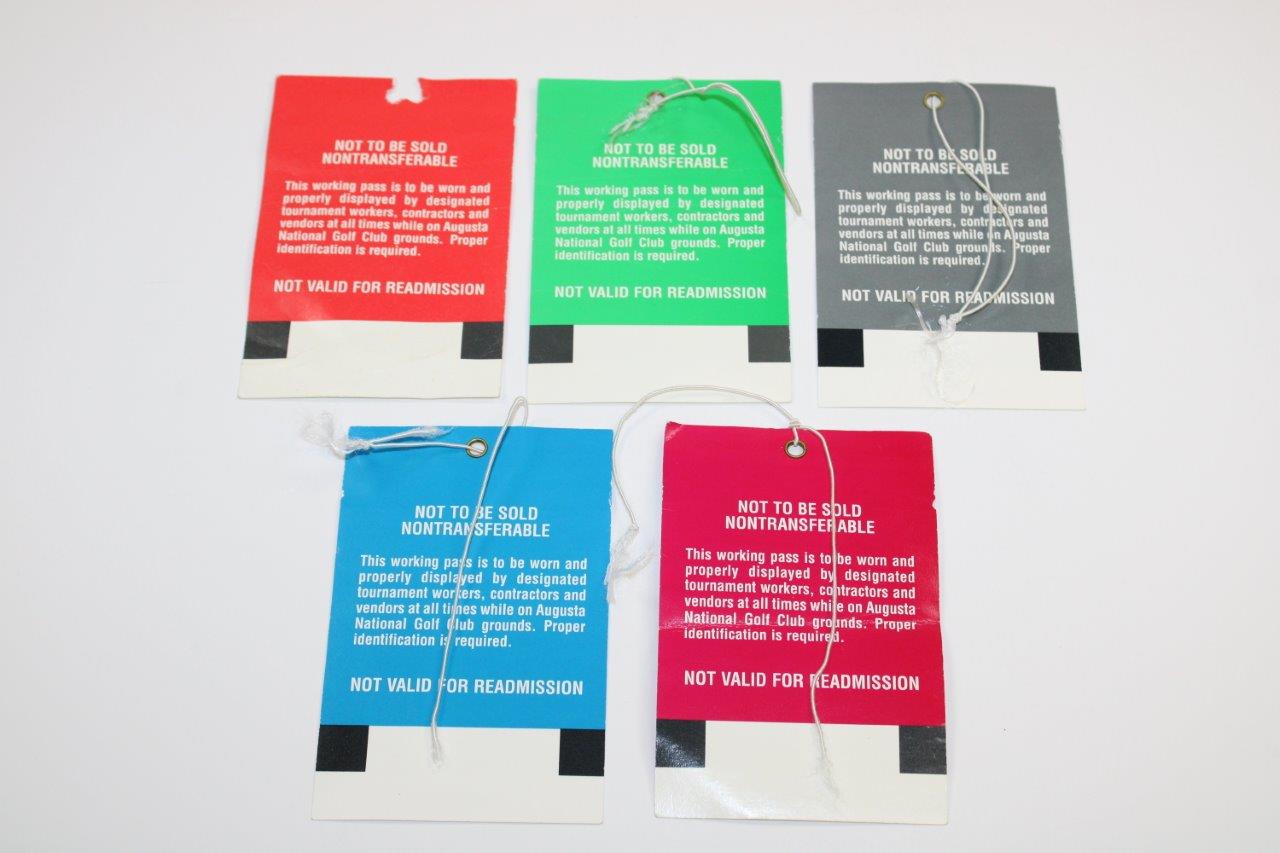 NOT TO BE SOLD
NONTRANSFERABLE
This working pass is to be worn and
properly displayed by designated
tournament workers, contractors and
vendors at all times while on Augusta
National Golf Club grounds. Proper
identification is required.
NOT VALID FOR READMISSION
NOT TO BE SOLD
NONTRANSFERABLE
This working pass is to be worn and
properly displayed by designated
tournament workers, contractors and
vendors at all times while on Augusta
National Golf Club grounds. Proper
identification is required.
NOT VALID FOR READMISSION
NOT TO BE SOLD
NONTRANSFERABLE
This working pass is to be worn and
properly displayed by designated
tournament workers, contractors and
vendors at all times while on Augusta
National Golf Club grounds. Proper
identification is required.
NOT VALID FOR READMISSION
NOT TO BE SOLD
NONTRANSFERABLE
This working pass is to be worn and
properly displayed by designated
tournament workers, contractors and
vendors at all times while on Augusta
National Golf Club grounds. Proper
identification is required.
NOT VALID FOR READMISSION
NOT TO BE SOLD
NONTRANSFERABLE
This working pass is to be worn and
properly displayed by designated
tournament workers, contractors and
vendors at all times while on Augusta
National Golf Club grounds. Proper
identification is required.
NOT VALID FOR READMISSION